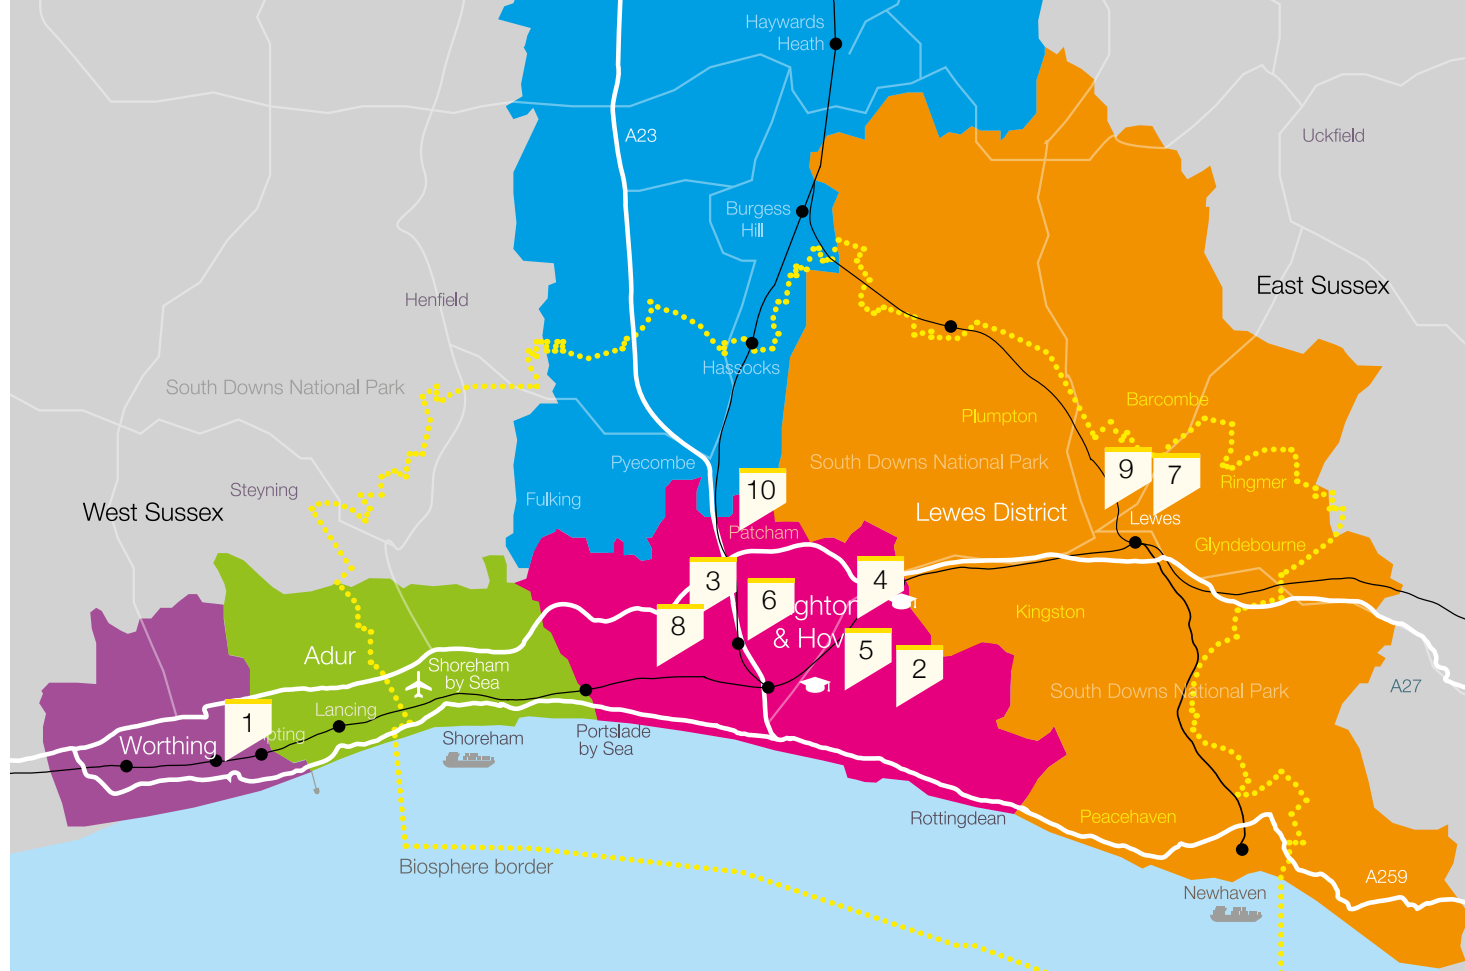 Haywards
Heath
A23
Uckfield
Burgess
Hill
East Sussex
Henfield
Hassocks
South Downs National Park
Barcombe
Plumpton
Pyecombe
South Downs National Park
9
7
Ringmer
10
Steyning
Fulking
West Sussex
Lewes District
Lewes
Patcham
Glyndebourne
3
4
6
ghton
& Hov
Kingston
8
5
2
Adur
Shoreham
by Sea
South Downs National Park
A27
Lancing
1
pting
Worthing
Shoreham
Portslade
by Sea
Rottingdean
Peacehaven
Biosphere border
A259
Newhaven